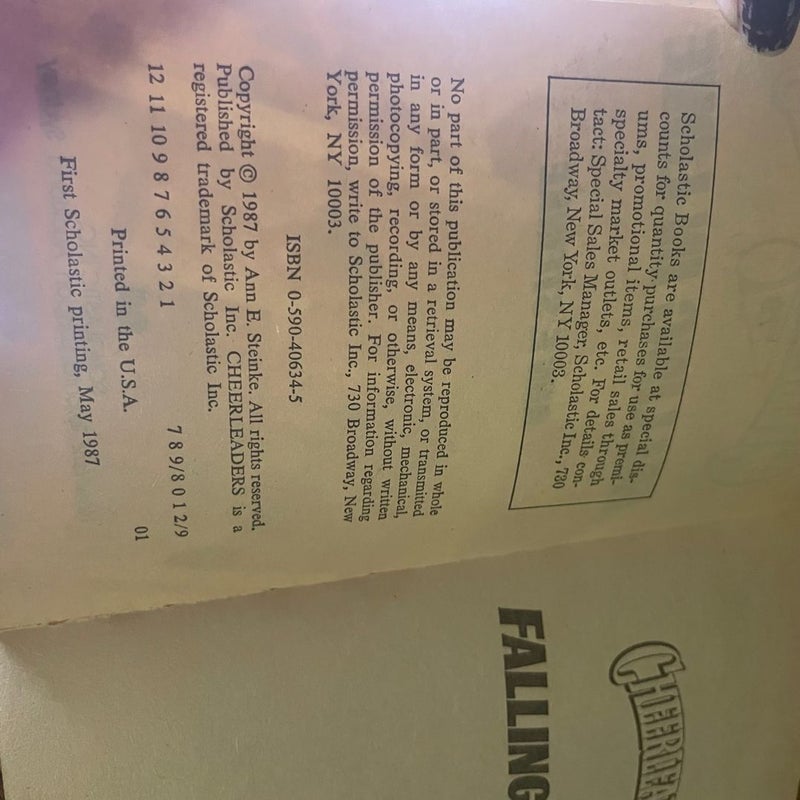 Scholastic Books are available at special dis-
counts for quantity purchases for use as premi-
ums, promotional items, retail sales through
specialty market outlets, etc. For details con-
tact: Special Sales Manager, Scholastic Inc., 730
Broadway, New York, NY 10003.
No part of this publication may be reproduced in whole
or in part, or stored in a retrieval system, or transmitted
in any form or by any means, electronic, mechanical,
photocopying, recording, or otherwise, without written
permission of the publisher. For information regarding
permission, write to Scholastic Inc., 730 Broadway, New
York, NY 10003.
ISBN 0-590-40634-5
Copyright © 1987 by Ann E. Steinke. All rights reserved.
Published by Scholastic Inc. CHEERLEADERS is a
registered trademark of Scholastic Inc.
12 11 10 9 8 7 6 5 4 3 2 1 7 8 9/8 0 1 2/9
Printed in the U.S.A. 01
First Scholastic printing, May 1987
CHEERLEA
FALLING